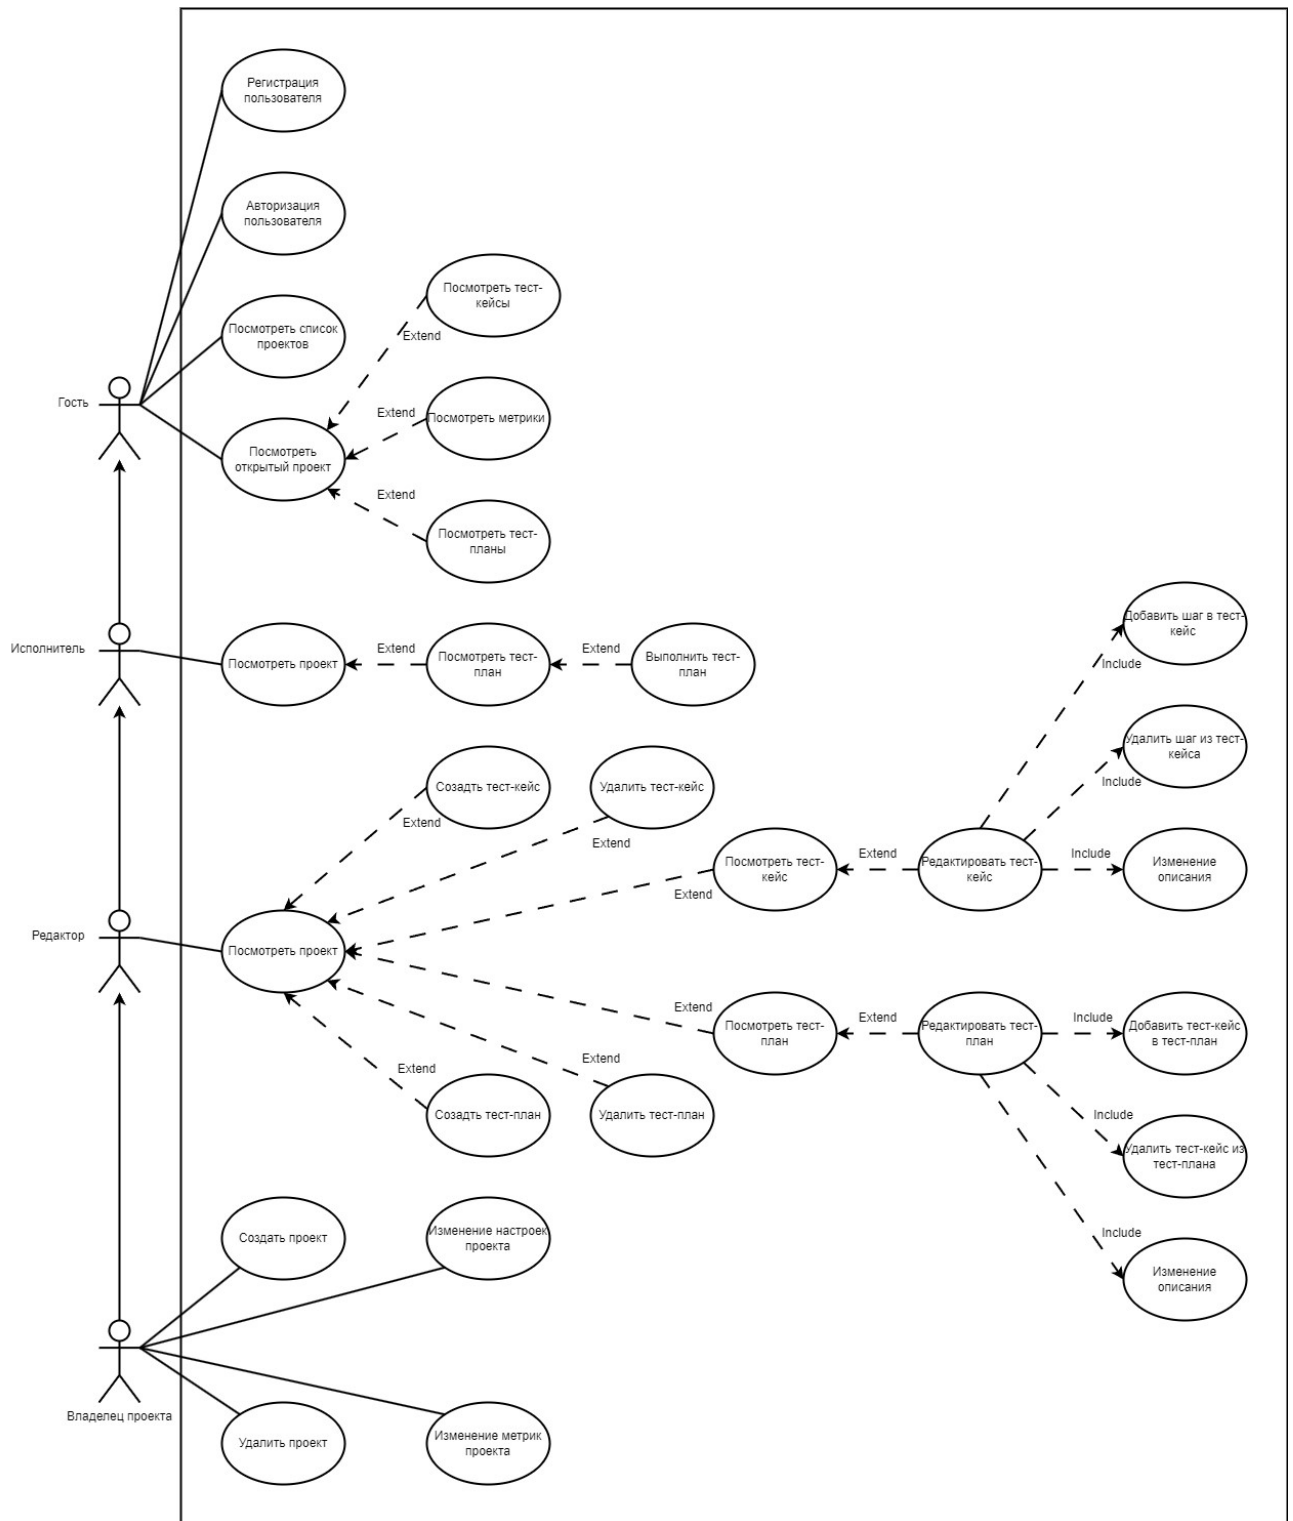 Регистрация
пользователя
Авторизация
пользователя
Посмотреть тест-
кейсы
Посмотреть список
проектов
Extend
Гость
Extend
Посмотреть метрики
Посмотреть
открытый проект
Extend
Посмотреть тест-
планы
Добавить шаг в тест-
кейс
Исполнитель
Посмотреть проект
Extend
Посмотреть тест-
план
Extend
Выполнить тест-
план
Include
Удалить шаг из тест-
кейса
Include
Созадть тест-кейс
Удалить тест-кейс
Extend
Extend
Посмотреть тест-
кейс
Extend
Редактировать тест-
кейс
Include
Изменение
описания
Extend
Редактор
Посмотреть проект
Extend
Посмотреть тест-
план
Extend
Редактировать тест-
план
Include
Добавить тест-кейс
в тест-план
Extend
Extend
Созадть тест-план
Удалить тест-план
Include
Удалить тест-кейс из
тест-плана
Создать проект
Изменение настроек
проекта
Include
Изменение
описания
Владелец проекта
Удалить проект
Изменение метрик
проекта